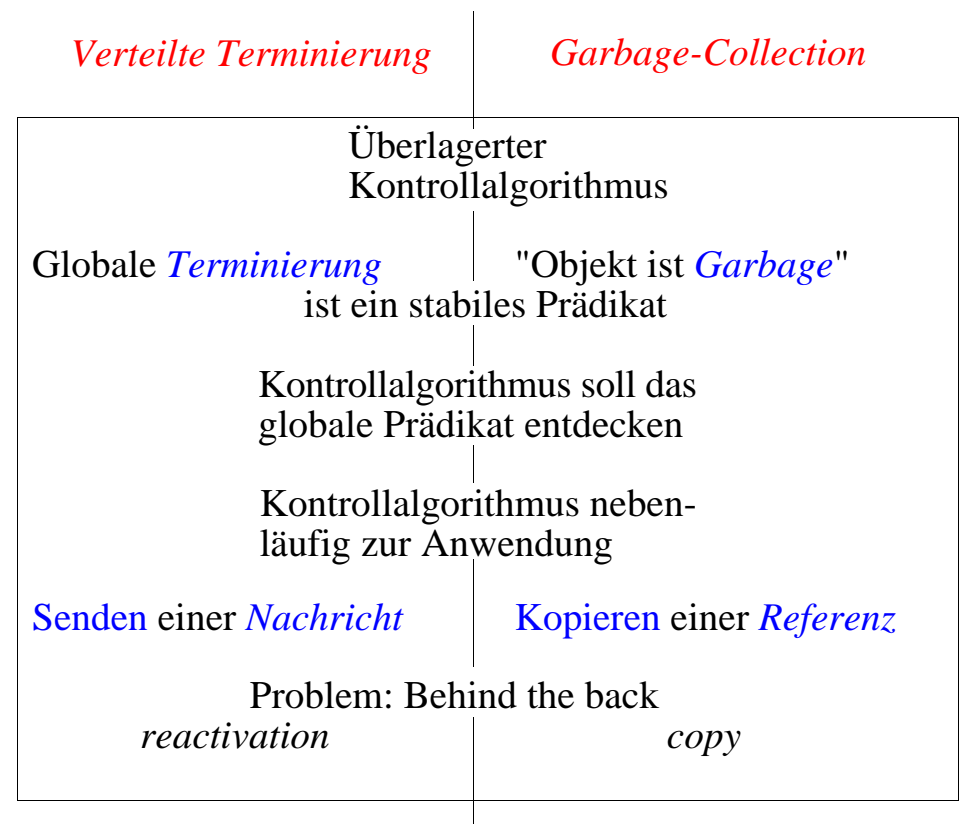 Verteilte Terminierung Garbage-Collection
Überlagerter
Kontrollalgorithmus
Globale Terminierung "Objekt ist Garbage"
ist ein stabiles Prädikat
Kontrollalgorithmus soll das
globale Prädikat entdecken
Kontrollalgorithmus neben-
läufig zur Anwendung
Senden einer Nachricht Kopieren einer Referenz
Problem: Behind the back
reactivation copy